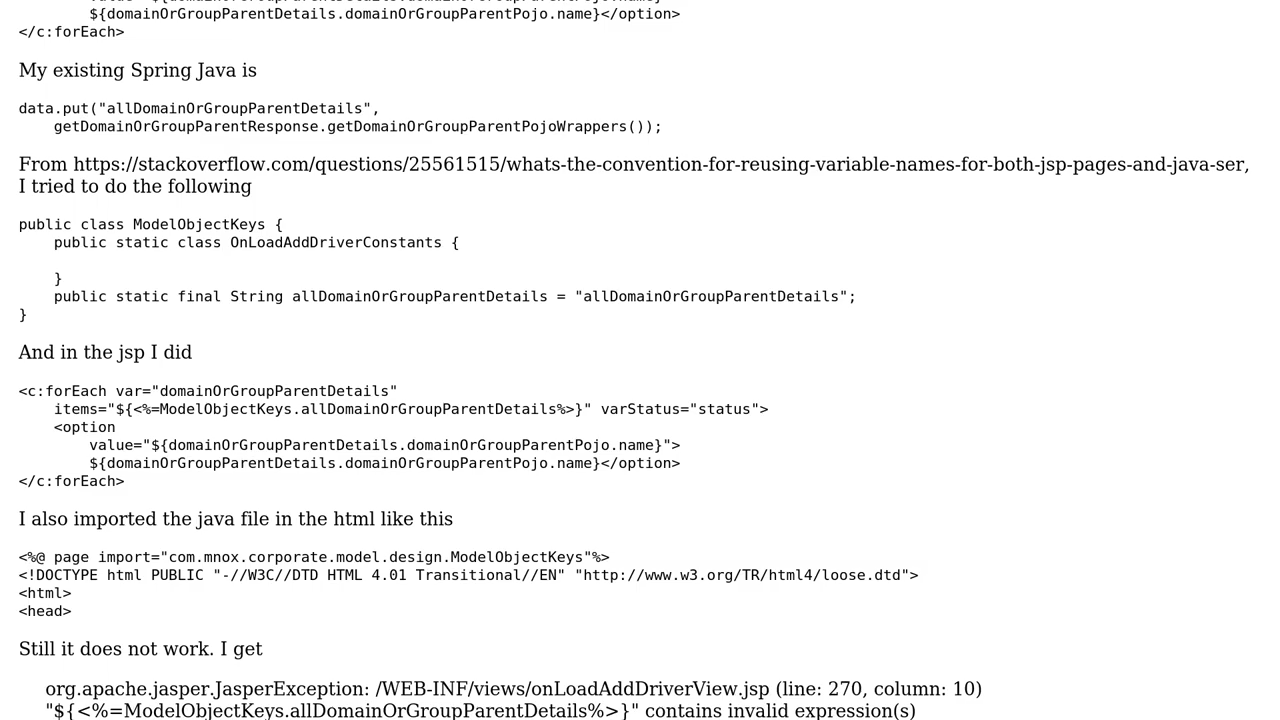 ${domainOrGroupParentDetails.domainOrGroupParentPojo.name}</option>
</c:forEach>
My existing Spring Java is
data.put("allDomainOrGroupParentDetails",
getDomainOrGroupParentResponse.getDomainOrGroupParentPojoWrappers());
From https://stackoverflow.com/questions/25561515/whats-the-convention-for-reusing-variable-names-for-both-jsp-pages-and-java-ser,
I tried to do the following
public class ModelObjectKeys {
    public static class OnLoadAddDriverConstants {
    }
    public static final String allDomainOrGroupParentDetails = "allDomainOrGroupParentDetails";
}
And in the jsp I did
<c:forEach var="domainOrGroupParentDetails"
    items="${<%=ModelObjectKeys.allDomainOrGroupParentDetails%>}" varStatus="status">
    <option
        value="${domainOrGroupParentDetails.domainOrGroupParentPojo.name}">
        ${domainOrGroupParentDetails.domainOrGroupParentPojo.name}</option>
</c:forEach>
I also imported the java file in the html like this
<%@ page import="com.mnox.corporate.model.design.ModelObjectKeys"%>
<!DOCTYPE html PUBLIC "-//W3C//DTD HTML 4.01 Transitional//EN" "http://www.w3.org/TR/html4/loose.dtd">
<html>
<head>
Still it does not work. I get
org.apache.jasper.JasperException: /WEB-INF/views/onLoadAddDriverView.jsp (line: 270, column: 10)
"${<%=ModelObjectKeys.allDomainOrGroupParentDetails%>}" contains invalid expression(s)